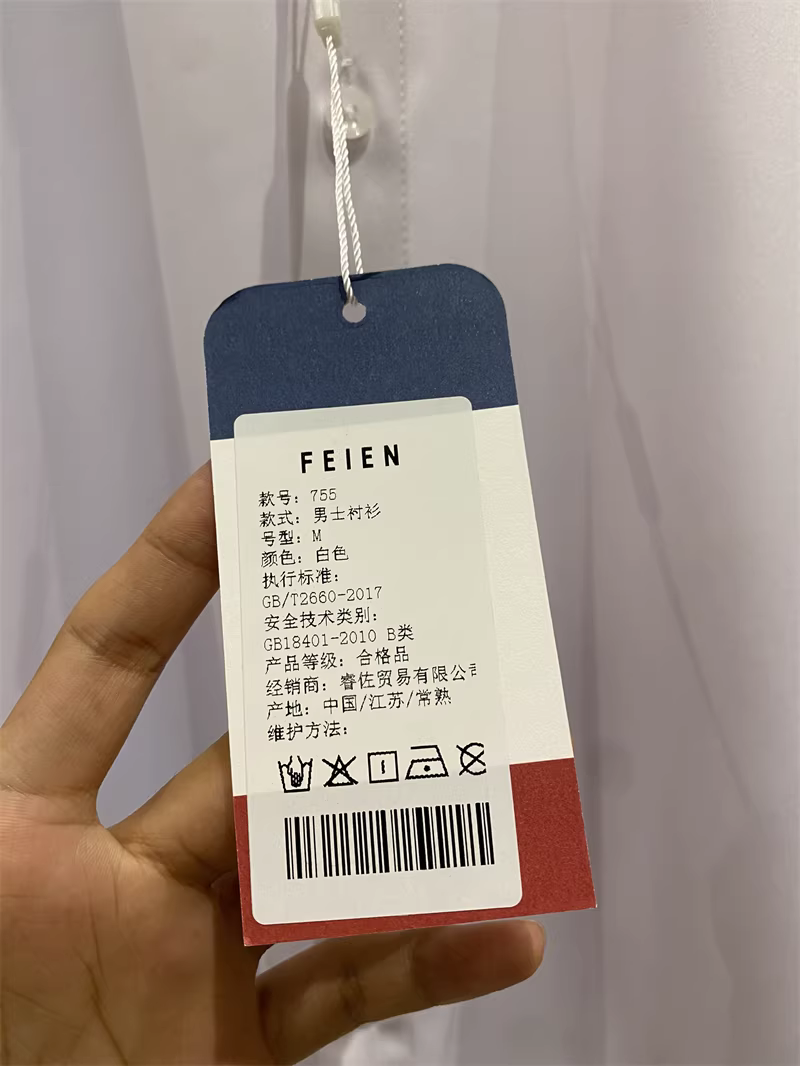 FEIEN
款号: 755
款式: 男士衬衫
号型: M
颜色: 白色
执行标准:
GB/T2660-2017
安全技术类别:
GB18401-2010 B类
产品等级: 合格品
经销商: 睿佐贸易有限公司
产地: 中国/江苏/常熟
维护方法: